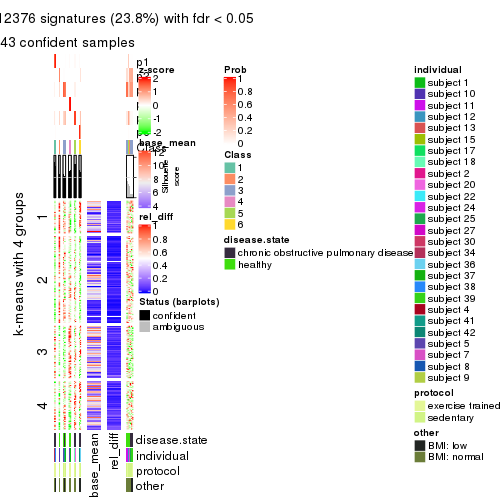 12376 signatures (23.8%) with fdr < 0.05
43 confident samples
p1
z-score
2
1
0
-1
-2
base_mean
12
10
8
6
4
Silhouette score
rel_diff
1
0.8
0.6
0.4
0.2
0
Status (barplots)
confident
ambiguous
k-means with 4 groups
1
2
3
4
base_mean
rel_diff
disease.state
individual
protocol
other
Prob
1
0.8
0.6
0.4
0.2
0
Class
1
2
3
4
5
6
disease.state
chronic obstructive pulmonary disease
healthy
individual
subject 1
subject 10
subject 11
subject 12
subject 13
subject 15
subject 17
subject 18
subject 2
subject 20
subject 22
subject 24
subject 25
subject 27
subject 30
subject 34
subject 36
subject 37
subject 38
subject 39
subject 4
subject 41
subject 42
subject 5
subject 7
subject 8
subject 9
protocol
exercise trained
sedentary
other
BMI: low
BMI: normal